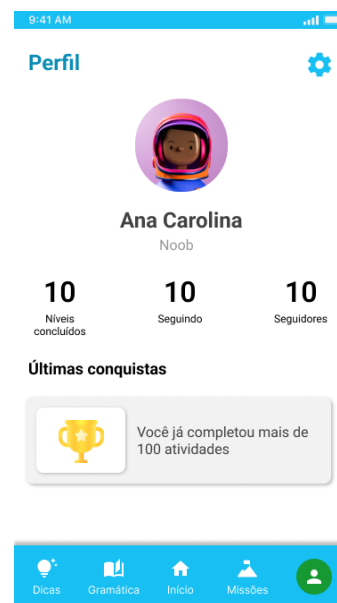 9:41 AM
Perfil
Ana Carolina
Noob
10
10
10
Níveis
concluídos
Seguindo
Seguidores
Últimas conquistas
Você já completou mais de
100 atividades
Dicas
Gramática
Início
Missões